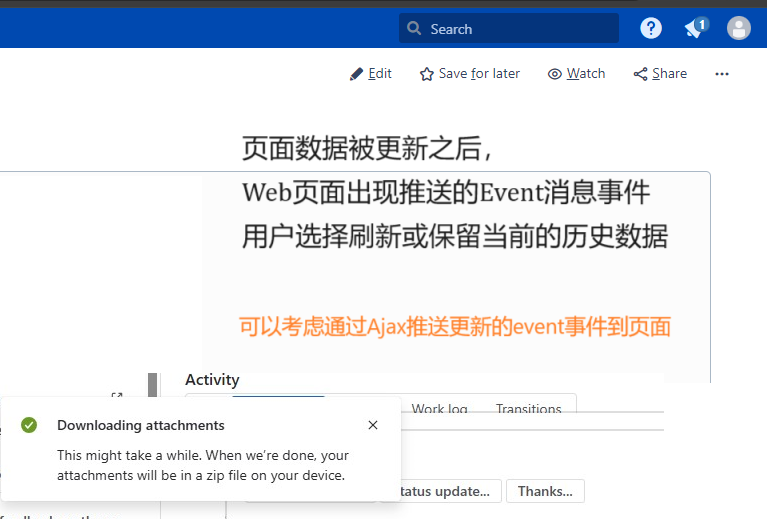 Search
1
Edit
Save for later
Watch
Share
页面数据被更新之后，
Web页面出现推送的Event消息事件
用户选择刷新或保留当前的历史数据
可以考虑通过Ajax推送更新的event事件到页面
Activity
Work log
Transitions
Downloading attachments
This might take a while. When we’re done, your
attachments will be in a zip file on your device.
tatus update...
Thanks...